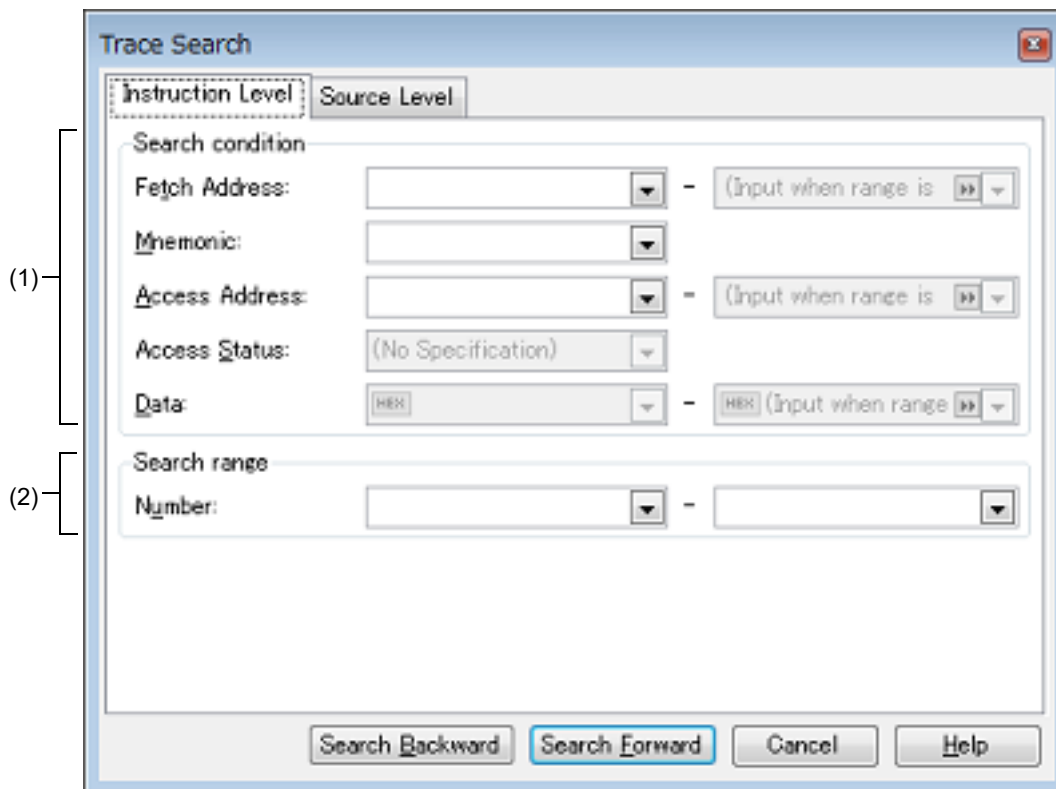 Trace Search
Instruction Level Source Level
(1)
Search condition
Fetch Address: - (Input when range is
Mnemonic:
Access Address: - (Input when range is
Access Status: (No Specification)
Data: HEX - HEX (Input when range
(2)
Search range
Number: -
Search Backward Search Forward Cancel Help